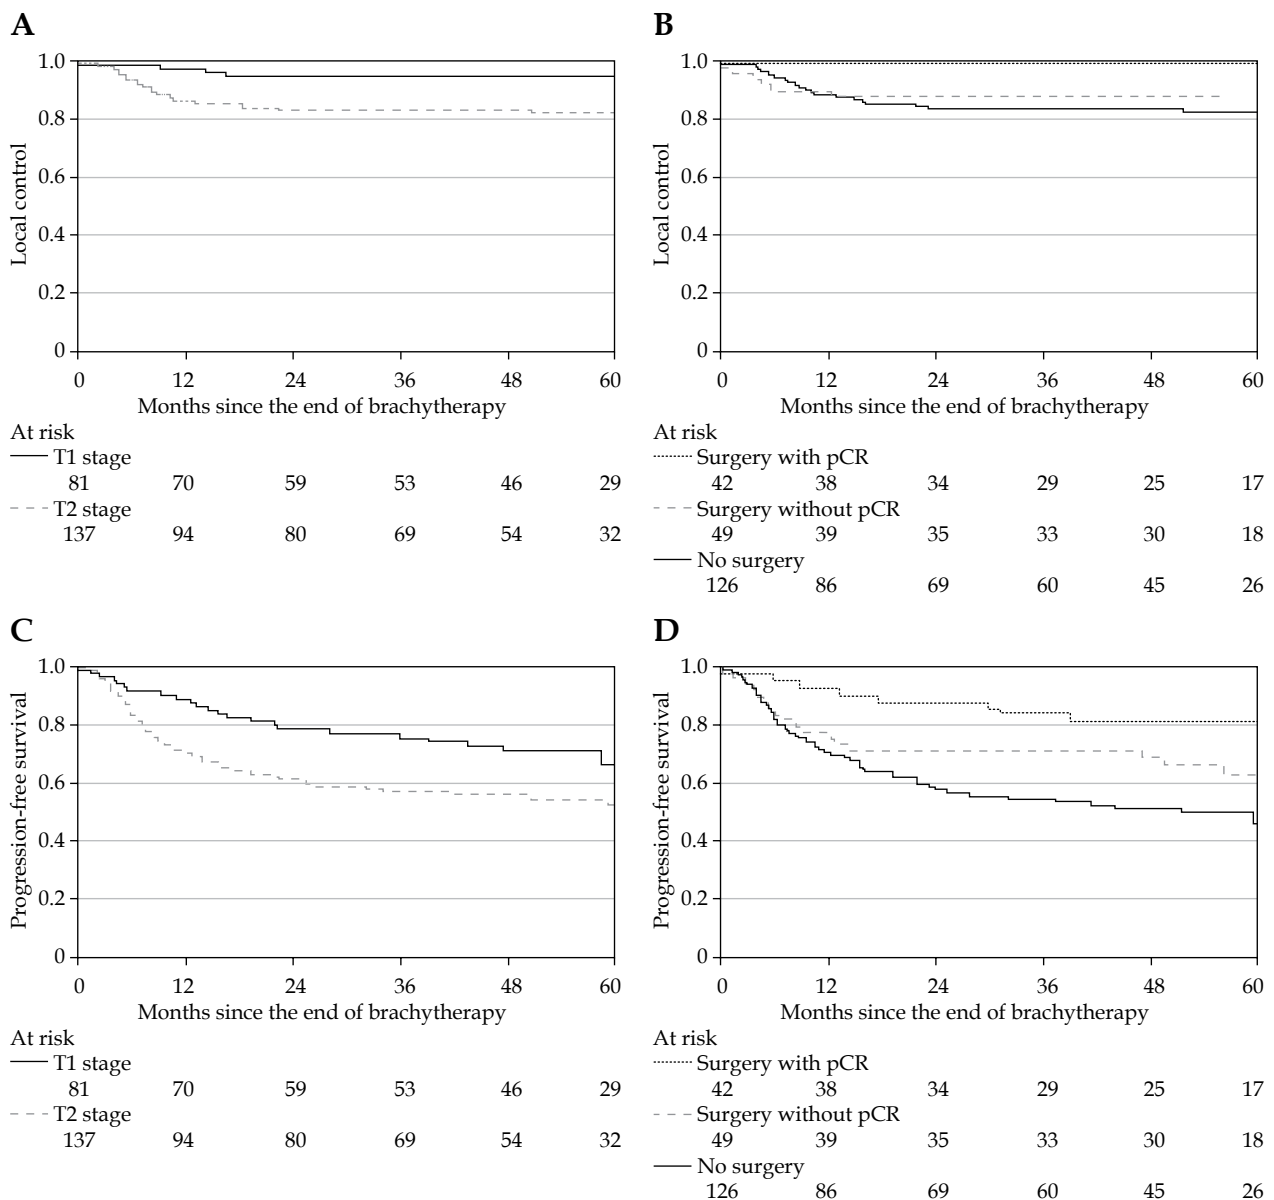 A
Local control
1.0
0.8
0.6
0.4
0.2
0
0 12 24 36 48 60
Months since the end of brachytherapy
At risk
T1 stage
81 70 59 53 46 29
T2 stage
137 94 80 69 54 32
B
Local control
1.0
0.8
0.6
0.4
0.2
0
0 12 24 36 48 60
Months since the end of brachytherapy
At risk
Surgery with pCR
42 38 34 29 25 17
Surgery without pCR
49 39 35 33 30 18
No surgery
126 86 69 60 45 26
C
Progression-free survival
1.0
0.8
0.6
0.4
0.2
0
0 12 24 36 48 60
Months since the end of brachytherapy
At risk
T1 stage
81 70 59 53 46 29
T2 stage
137 94 80 69 54 32
D
Progression-free survival
1.0
0.8
0.6
0.4
0.2
0
0 12 24 36 48 60
Months since the end of brachytherapy
At risk
Surgery with pCR
42 38 34 29 25 17
Surgery without pCR
49 39 35 33 30 18
No surgery
126 86 69 60 45 26